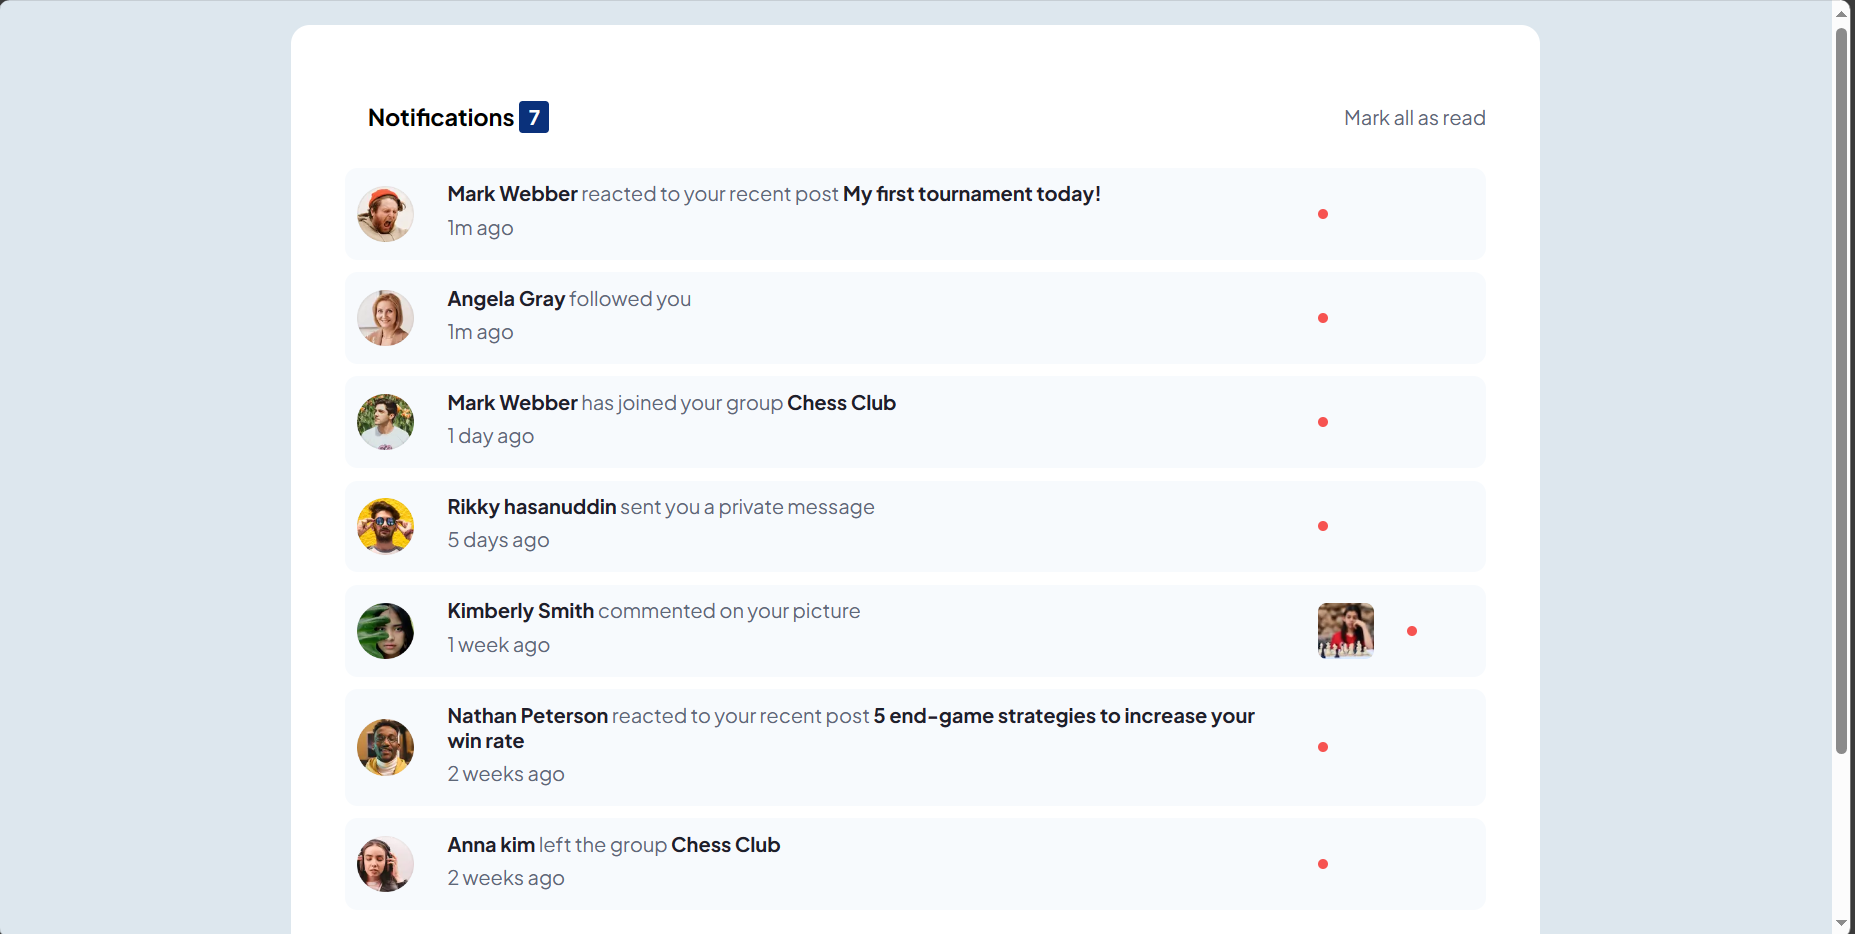 Notifications 7
Mark all as read
Mark Webber reacted to your recent post My first tournament today!
1m ago
Angela Gray followed you
1m ago
Mark Webber has joined your group Chess Club
1 day ago
Rikky hasanuddin sent you a private message
5 days ago
Kimberly Smith commented on your picture
1 week ago
Nathan Peterson reacted to your recent post 5 end-game strategies to increase your
win rate
2 weeks ago
Anna kim left the group Chess Club
2 weeks ago